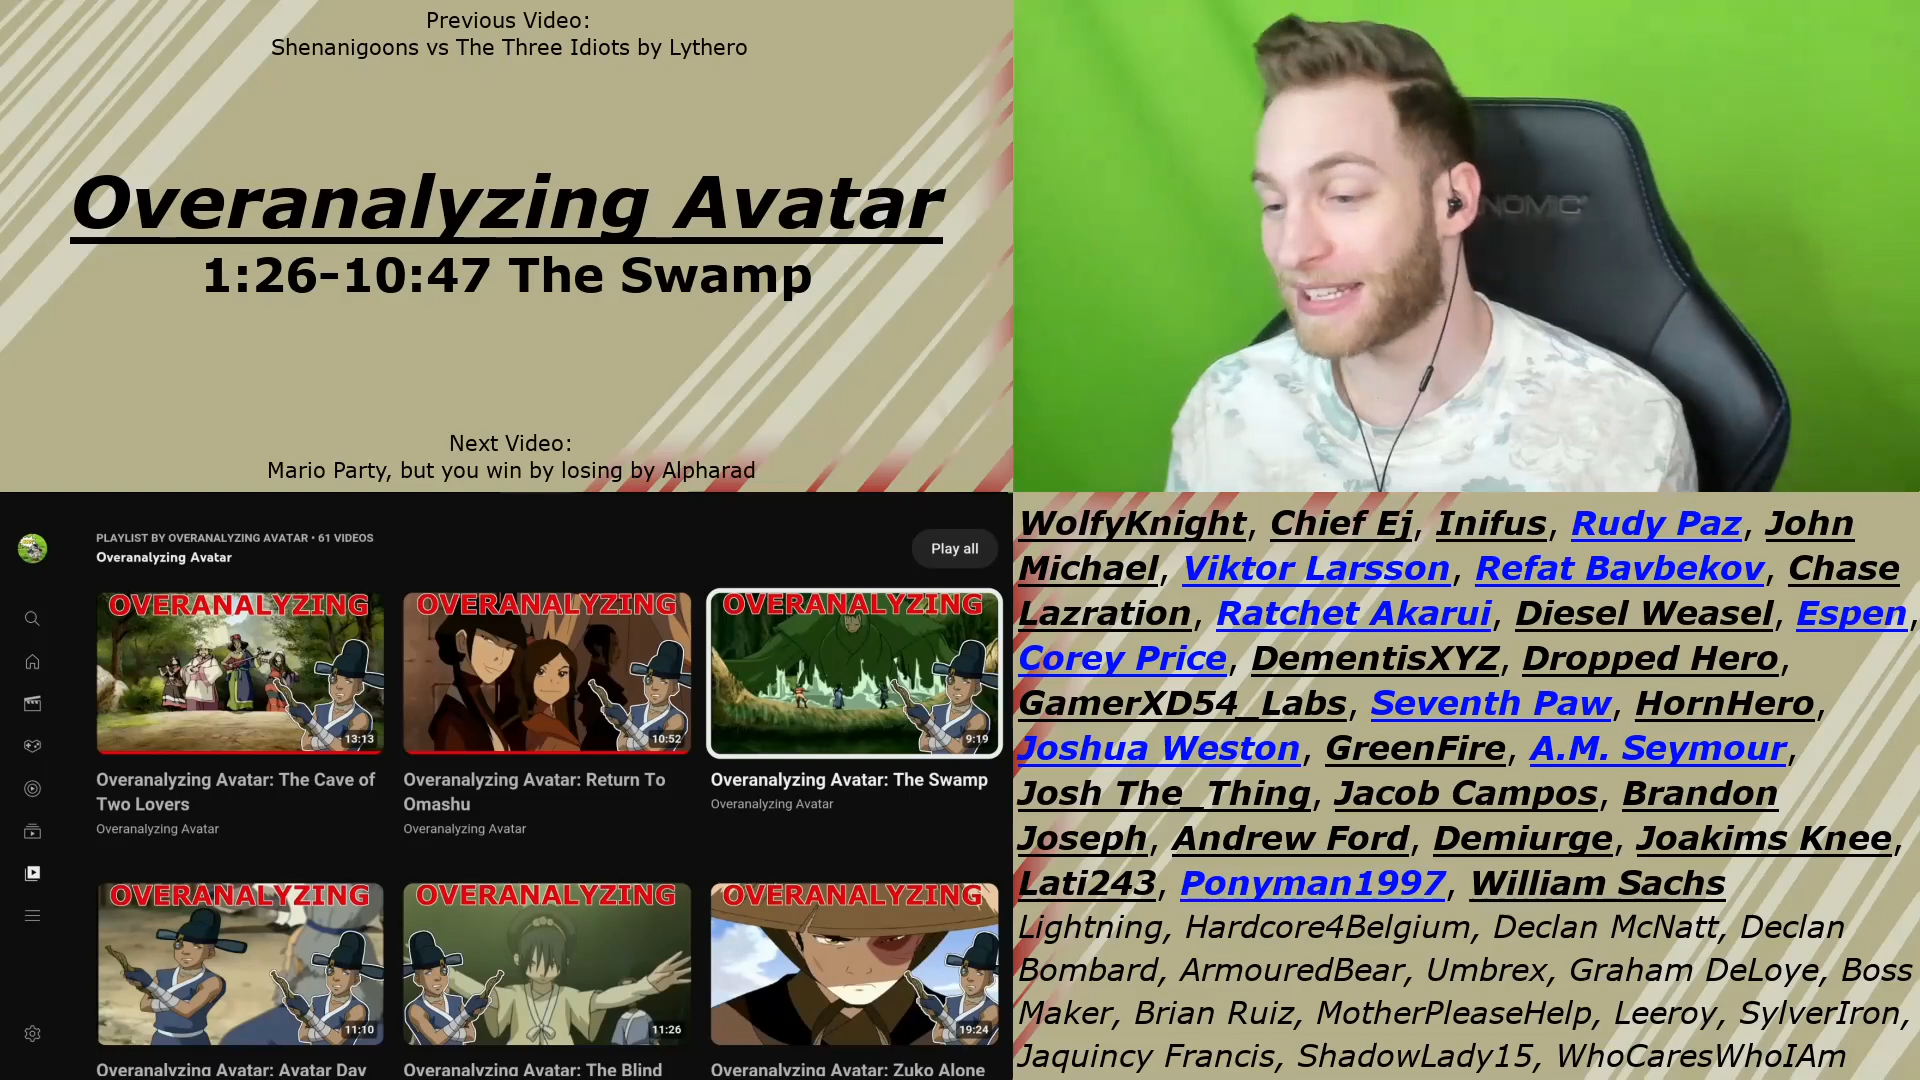 Previous Video:
Shenanigoons vs The Three Idiots by Lythero
Overanalyzing Avatar
1:26-10:47 The Swamp
Next Video:
Mario Party, but you win by losing by Alpharad
NOMIC
PLAYLIST BY OVERANALYZING AVATAR • 61 VIDEOS
Overanalyzing Avatar
Play all
OVERANALYZING
13:13
OVERANALYZING
10:52
OVERANALYZING
9:19
Overanalyzing Avatar: The Cave of
Two Lovers
Overanalyzing Avatar
Overanalyzing Avatar: Return To
Omashu
Overanalyzing Avatar
Overanalyzing Avatar: The Swamp
Overanalyzing Avatar
OVERANALYZING
11:10
OVERANALYZING
11:26
OVERANALYZING
19:24
Overanalyzing Avatar: Avatar Day
Overanalyzing Avatar: The Blind
Overanalyzing Avatar: Zuko Alone
WolfyKnight, Chief Ej, Inifus, Rudy Paz, John
Michael, Viktor Larsson, Refat Bavbekov, Chase
Lazration, Ratchet Akarui, Diesel Weasel, Espen,
Corey Price, DementisXYZ, Dropped Hero,
GamerXD54_Labs, Seventh Paw, HornHero,
Joshua Weston, GreenFire, A.M. Seymour,
Josh The_Thing, Jacob Campos, Brandon
Joseph, Andrew Ford, Demiurge, Joakims Knee,
Lati243, Ponyman1997, William Sachs
Lightning, Hardcore4Belgium, Declan McNatt, Declan
Bombard, ArmouredBear, Umbrex, Graham DeLoye, Boss
Maker, Brian Ruiz, MotherPleaseHelp, Leeroy, SylverIron,
Jaquincy Francis, ShadowLady15, WhoCaresWhoIAm